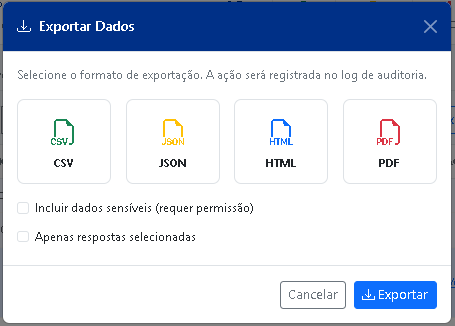 Exportar Dados
Selecione o formato de exportação. A ação será registrada no log de auditoria.
CSV JSON HTML PDF
CSV JSON HTML PDF
Incluir dados sensíveis (requer permissão)
Apenas respostas selecionadas
Cancelar Exportar